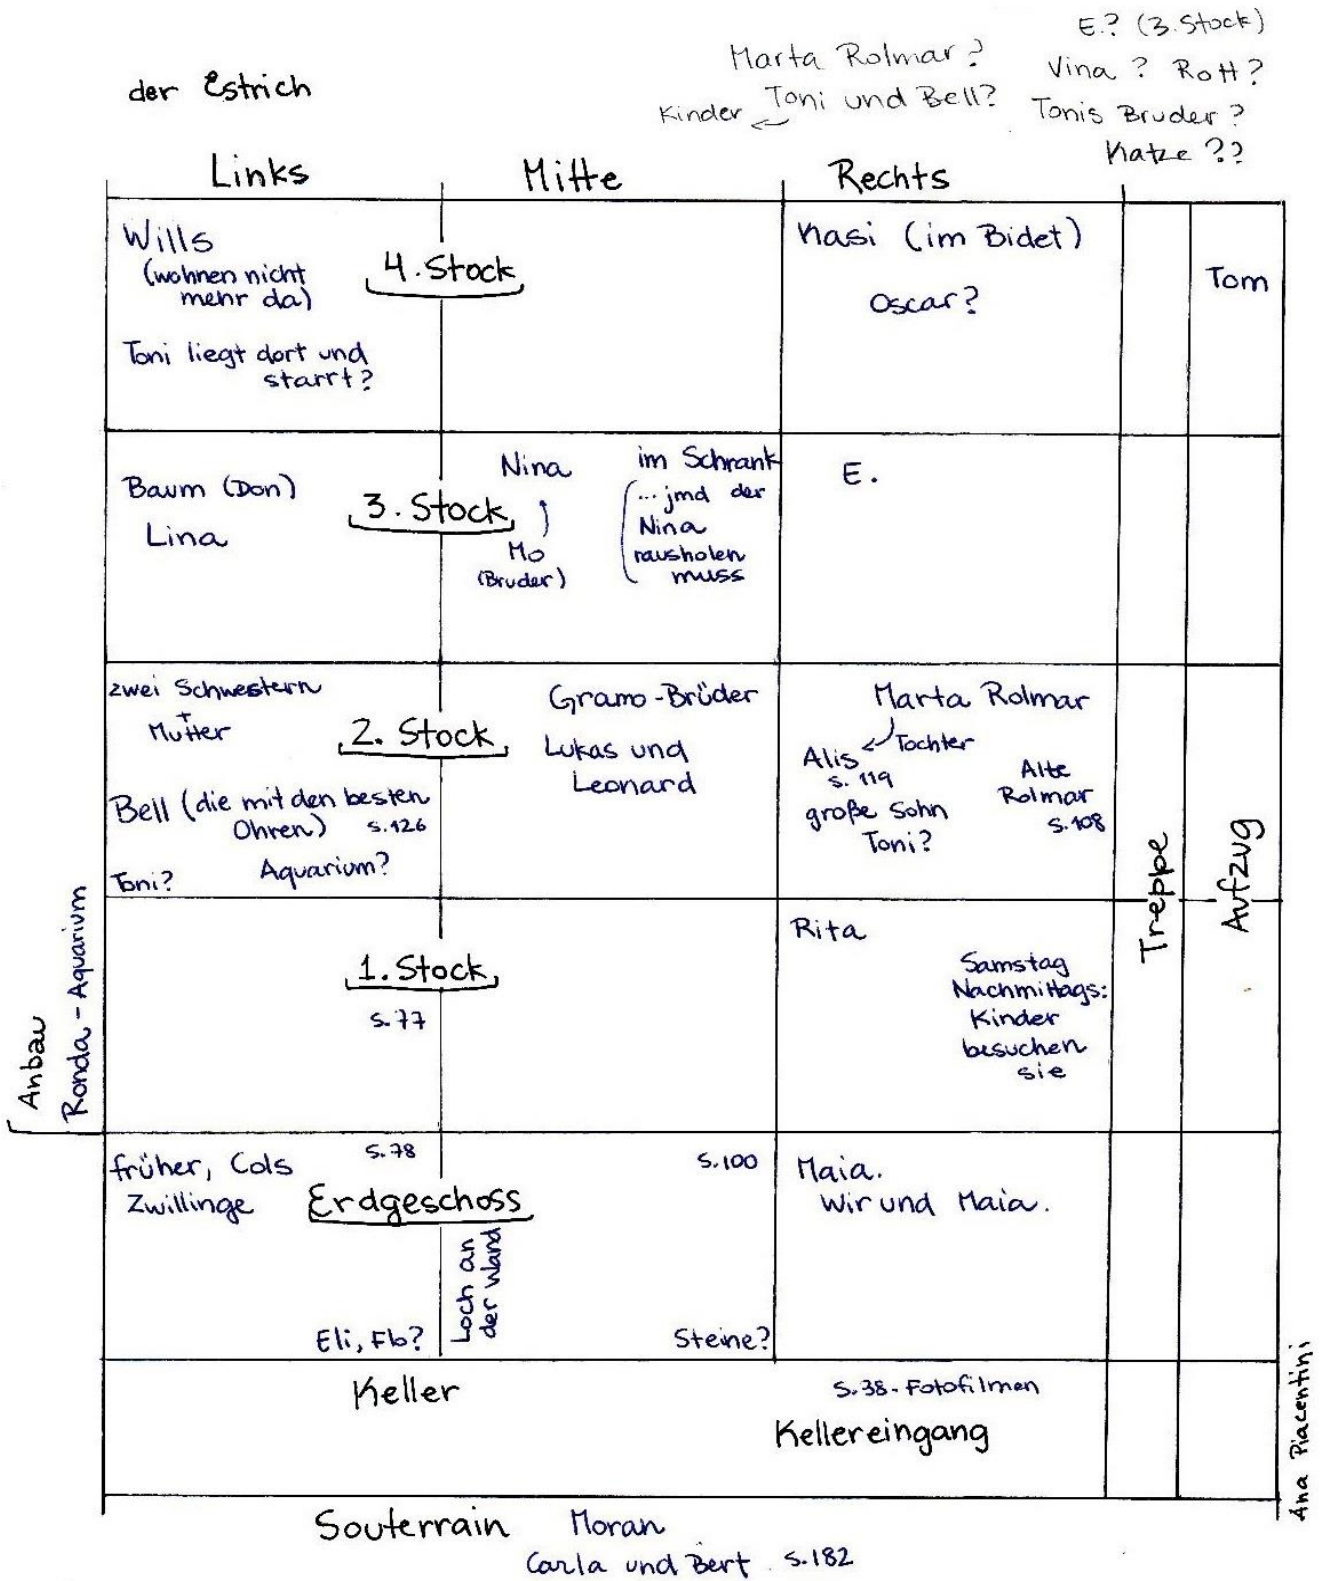 E.? (3. Stock)
Marta Rolmar? Vina? Rott?
der Estrich
Kinder ← Toni und Bell? Tonis Bruder?
Katze ??
Links Mitte Rechts
Wills
(wohnen nicht
mehr da)
Toni liegt dort und
starrt?
4. Stock
Kasi (im Bidet)
Oscar?
Tom
Baum (Don)
Lina
3. Stock
Nina
Mo
(Bruder)
im Schrank
(...jmd der
Nina
rausholen
muss
E.
zwei Schwestern
+
Mutter
Bell (die mit den besten
Ohren) S.126
Toni? Aquarium?
2. Stock
Gramo-Brüder
Lukas und
Leonard
Marta Rolmar
Alis ← Tochter
S. 119
große Sohn
Toni?
Alte
Rolmar
S.108
Treppe
Aufzug
Anbau
Ronda-Aquarium
1. Stock
S.77
Rita
Samstag
Nachmittags:
Kinder
besuchen
sie
früher, Cols
Zwillinge
S.78
Erdgeschoss
Eli, Flo?
Loch an
der Wand
S.100
Steine?
Maia.
Wir und Maia.
Keller
S.38-Fotofilmen
Kellereingang
Souterrain Moran
Carla und Bert S.182
Ana Piacentini